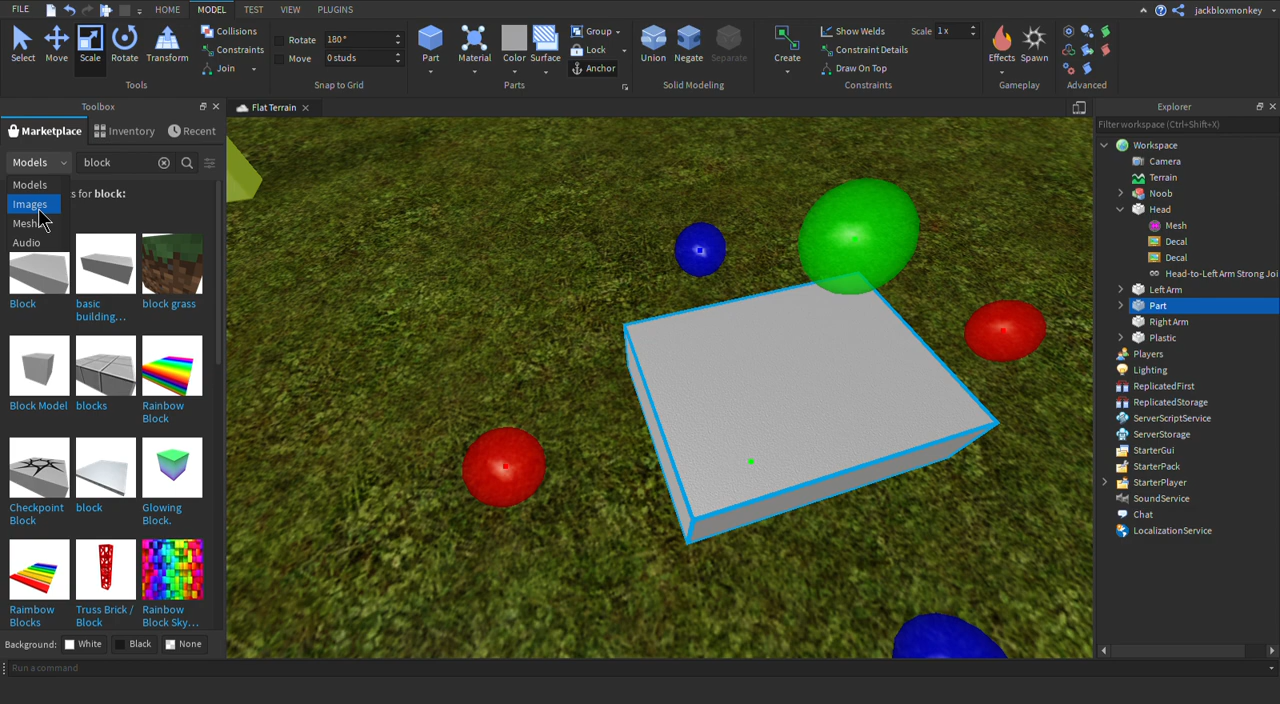 FILE HOME MODEL TEST VIEW PLUGINS jackbloxmonkey
Select Move Scale Rotate Transform
Collisions
Constraints
Join
Tools
Rotate 180°
Move 0 studs
Snap to Grid
Part Material Color Surface
Group
Lock
Anchor
Parts
Union Negate Separate
Solid Modeling
Create
Show Welds Scale 1 x
Constraint Details
Draw On Top
Constraints
Effects Spawn
Gameplay
Advanced
Toolbox
Marketplace Inventory Recent
Models block
Models
Images
Mesh
Audio
s for block:
Block
basic
building...
block grass
Block Model
blocks
Rainbow
Block
Checkpoint
Block
block
Glowing
Block.
Raimbow
Blocks
Truss Brick /
Block
Rainbow
Block Sky...
Background: White Black None
Run a command
Flat Terrain
Explorer
Filter workspace (Ctrl+Shift+X)
Workspace
Camera
Terrain
Noob
Head
Mesh
Decal
Decal
Head-to-Left Arm Strong Joi
Left Arm
Part
Right Arm
Plastic
Players
Lighting
ReplicatedFirst
ReplicatedStorage
ServerScriptService
ServerStorage
StarterGui
StarterPack
StarterPlayer
SoundService
Chat
LocalizationService